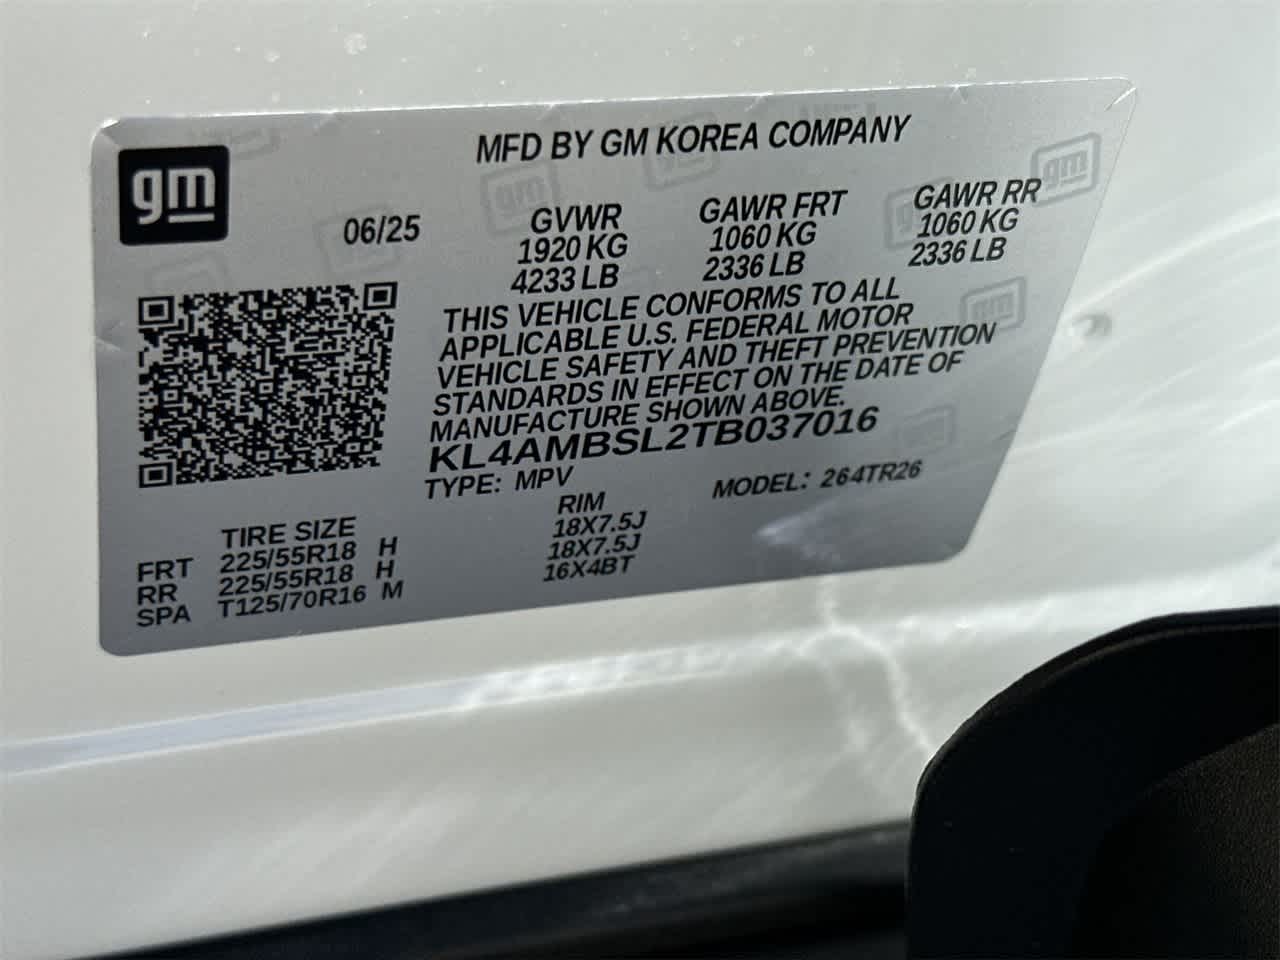 gm
MFD BY GM KOREA COMPANY
06/25
GVWR GAWR FRT GAWR RR
1920 KG 1060 KG 1060 KG
4233 LB 2336 LB 2336 LB
THIS VEHICLE CONFORMS TO ALL
APPLICABLE U.S. FEDERAL MOTOR
VEHICLE SAFETY AND THEFT PREVENTION
STANDARDS IN EFFECT ON THE DATE OF
MANUFACTURE SHOWN ABOVE.
KL4AMBSL2TB037016
TYPE: MPV MODEL: 264TR26
TIRE SIZE RIM
FRT 225/55R18 H 18X7.5J
RR 225/55R18 H 18X7.5J
SPA T125/70R16 M 16X4BT